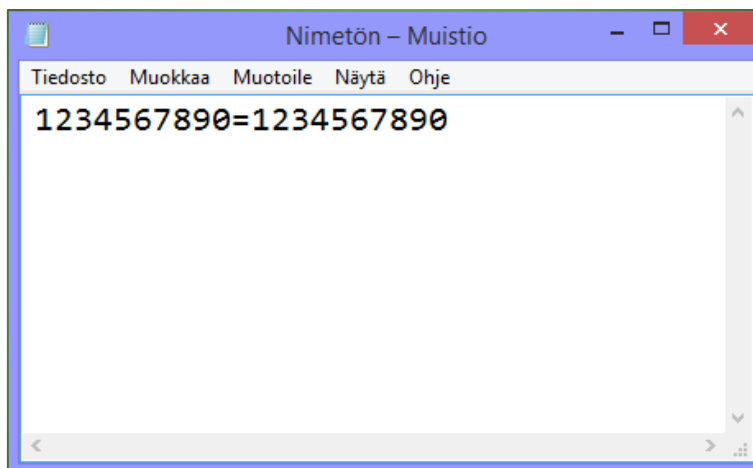 Nimetön – Muistio
Tiedosto Muokkaa Muotoile Näytä Ohje
1234567890=1234567890